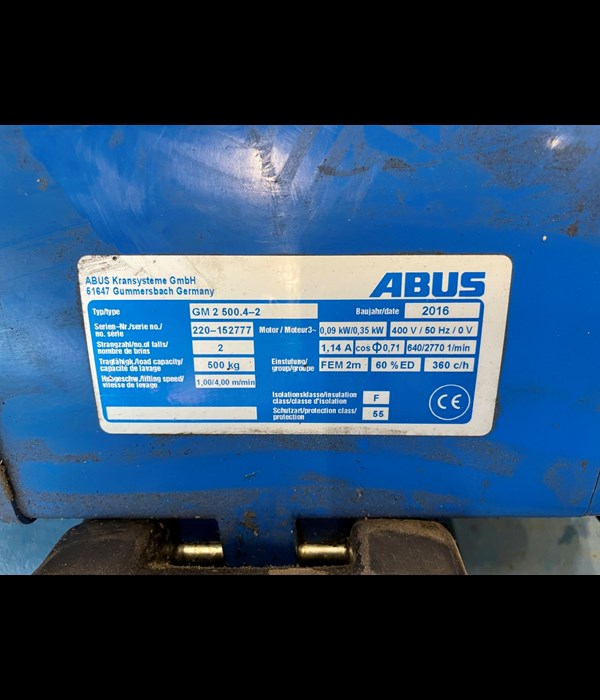 ABUS Kransysteme GmbH
51647 Gummersbach Germany
ABUS
Typ/type GM 2 500.4-2 Baujahr/date 2016
Serien-Nr./serie no./
no. série 220-152777 Motor / Moteur3~ 0,09 kW/0,35 kW 400 V / 50 Hz / 0 V
Strangzahl/no.of falls/
nombre de brins 2 1,14 A cosΦ0,71 640/2770 1/min
Tragfähigk./load capacity/
capacité de lavage 500 kg Einstufung/
group/groupe FEM 2m 60 %ED 360 c/h
Hubgeschw./lifting speed/
vitesse de levage 1,00/4,00 m/min
Isolationsklasse/insulation
class/classe d'isolation F
Schutzart/protection class/
protection 55
CE